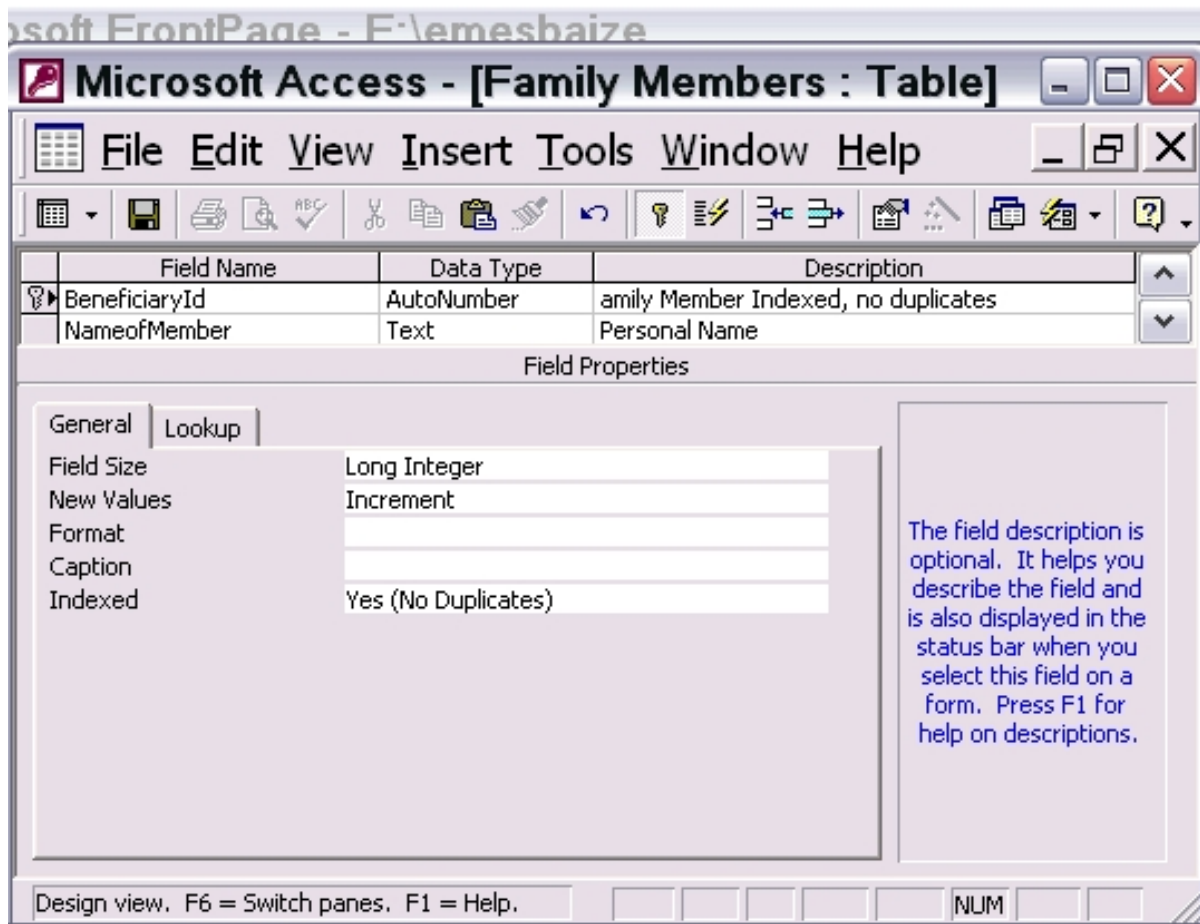 osoft FrontPage - E:\emesbaize
Microsoft Access - [Family Members : Table]
File Edit View Insert Tools Window Help
ABC
Field Name Data Type Description
BeneficiaryId AutoNumber amily Member Indexed, no duplicates
NameofMember Text Personal Name
Field Properties
General Lookup
Field Size Long Integer
New Values Increment
Format
Caption
Indexed Yes (No Duplicates)
The field description is
optional. It helps you
describe the field and
is also displayed in the
status bar when you
select this field on a
form. Press F1 for
help on descriptions.
Design view. F6 = Switch panes. F1 = Help. NUM